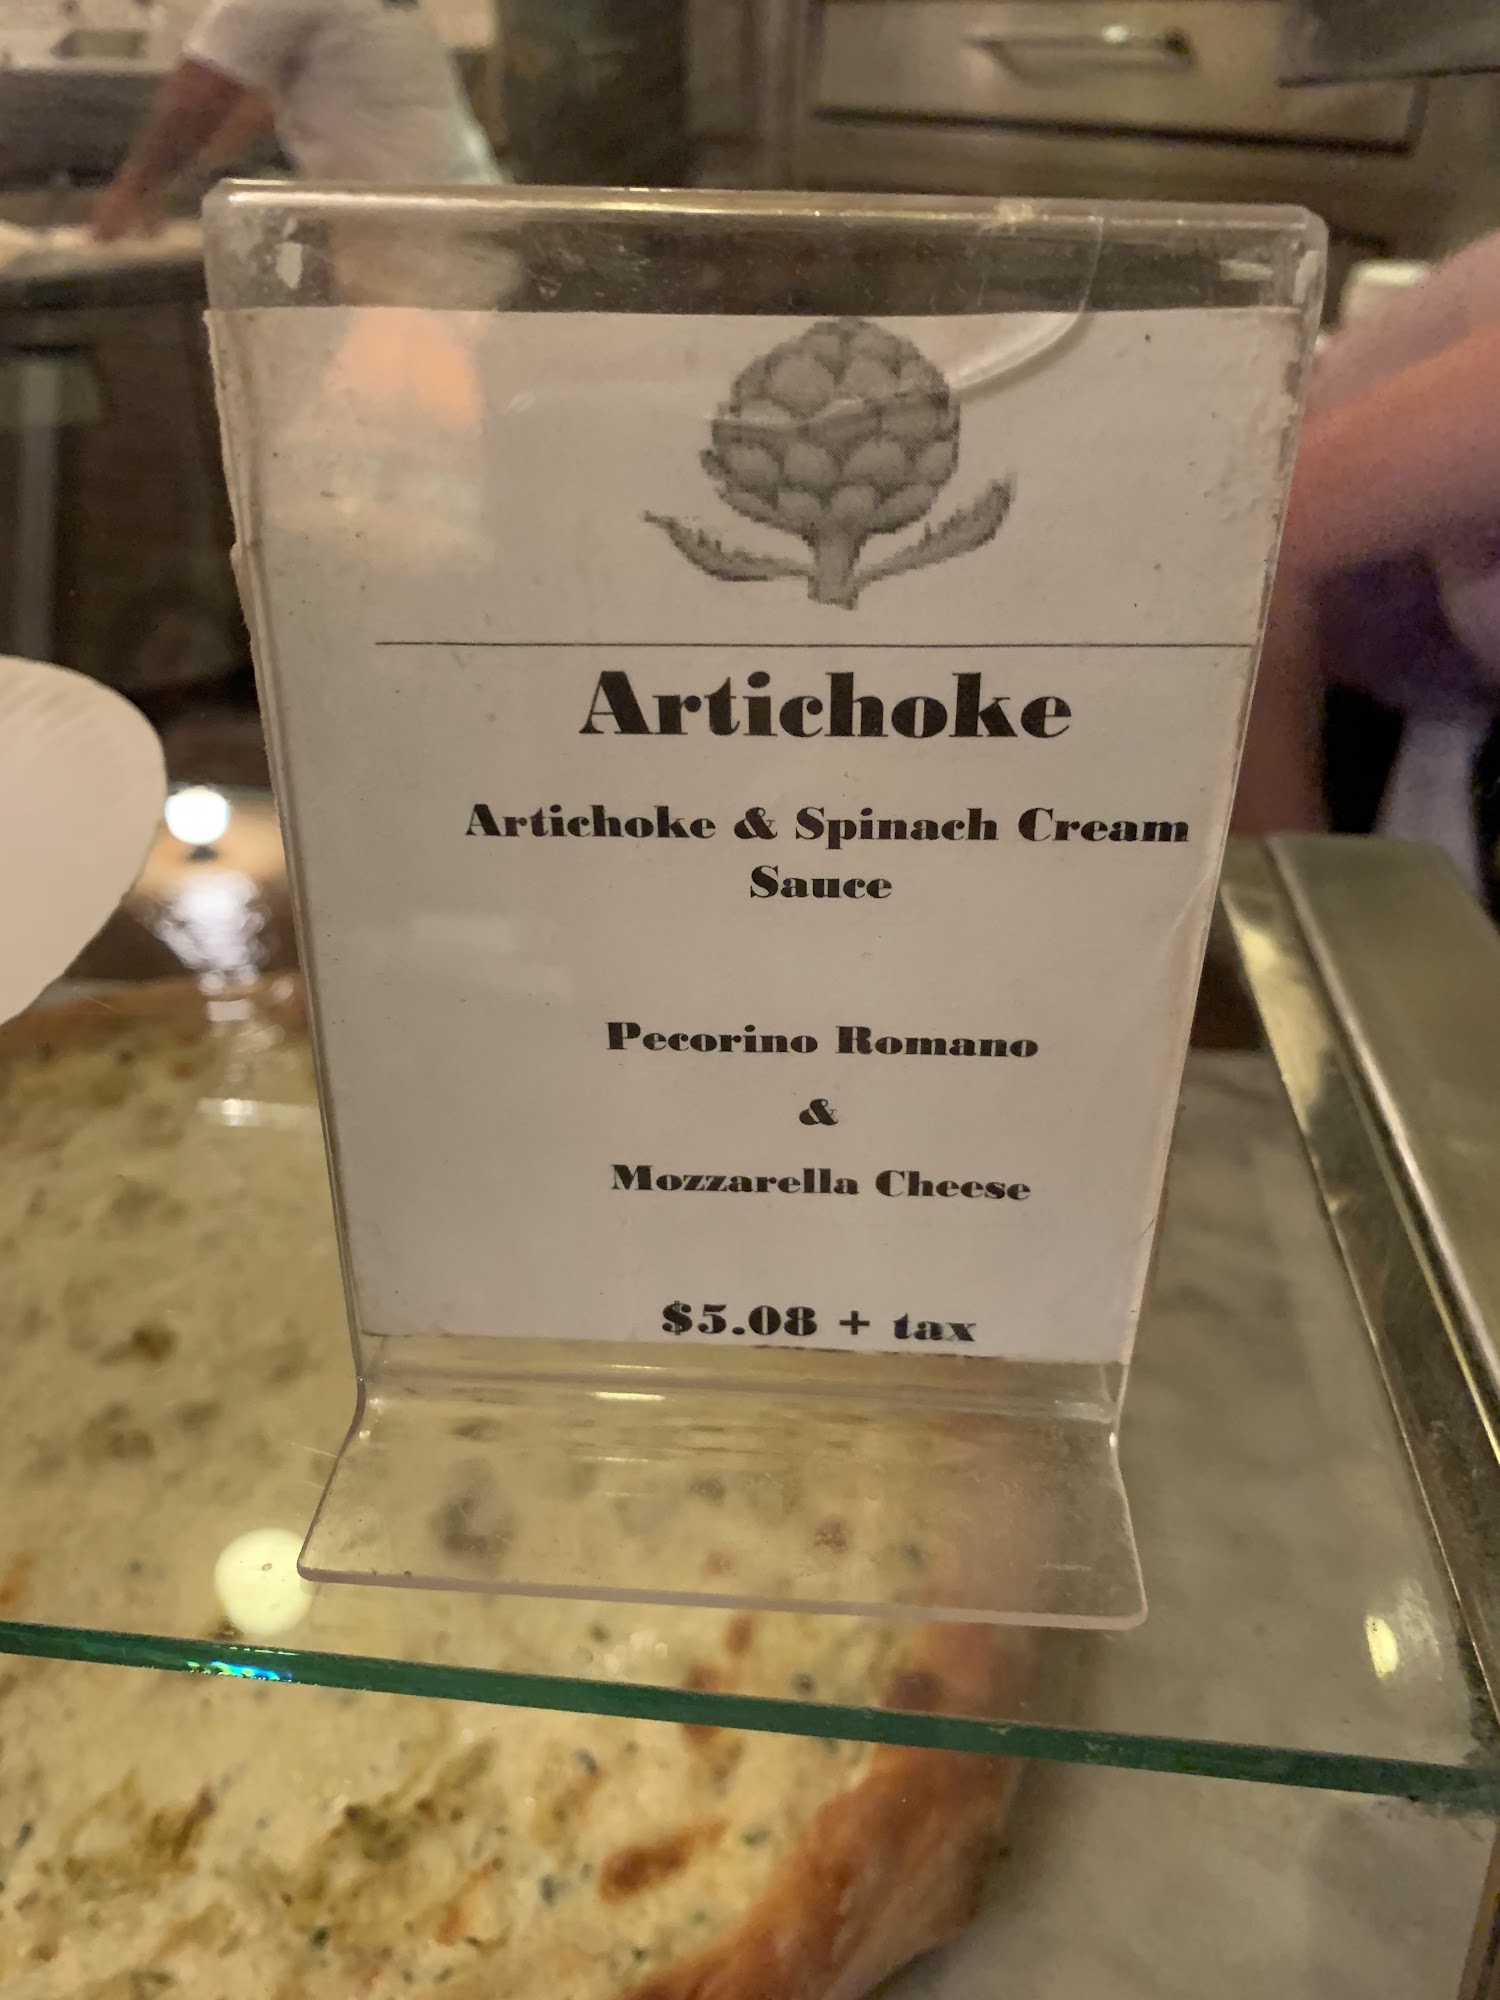 Artichoke
Artichoke & Spinach Cream
Sauce
Pecorino Romano
&
Mozzarella Cheese
$5.08 + tax